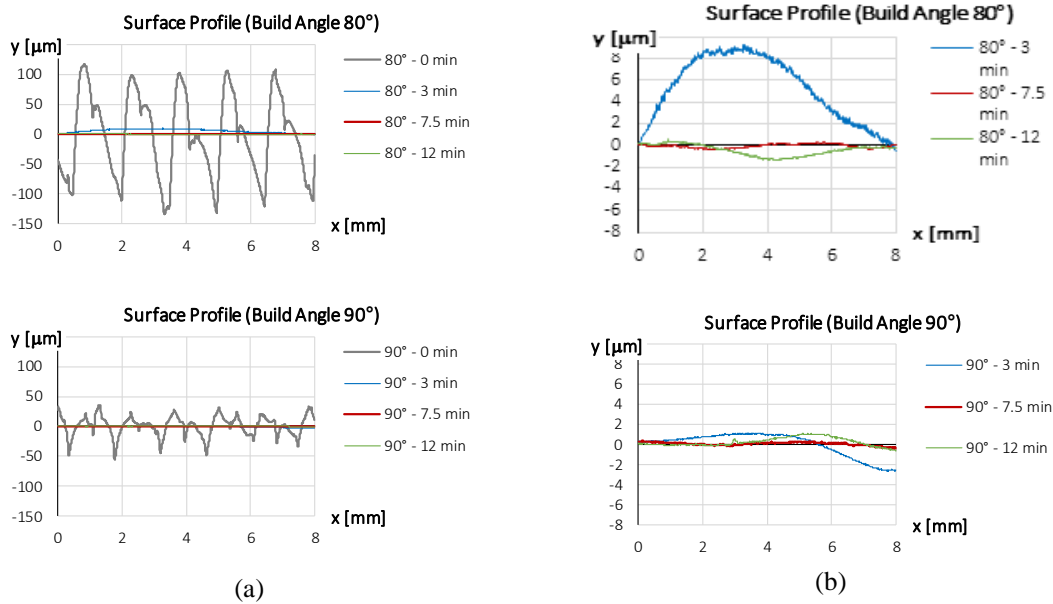 Surface Profile (Build Angle 80°)
y [μm]
100
50
0
-50
-100
-150
0 2 4 6 8
x [mm]
80° - 0 min
80° - 3 min
80° - 7.5 min
80° - 12 min
Surface Profile (Build Angle 80°)
y [μm]
8
6
4
2
0
-2
-4
-6
-8
0 2 4 6 8
x [mm]
80° - 3
min
80° - 7.5
min
80° - 12
min
Surface Profile (Build Angle 90°)
y [μm]
100
50
0
-50
-100
-150
0 2 4 6 8
x [mm]
90° - 0 min
90° - 3 min
90° - 7.5 min
90° - 12 min
Surface Profile (Build Angle 90°)
y [μm]
8
6
4
2
0
-2
-4
-6
-8
0 2 4 6 8
x [mm]
90° - 3 min
90° - 7.5 min
90° - 12 min
(a)
(b)